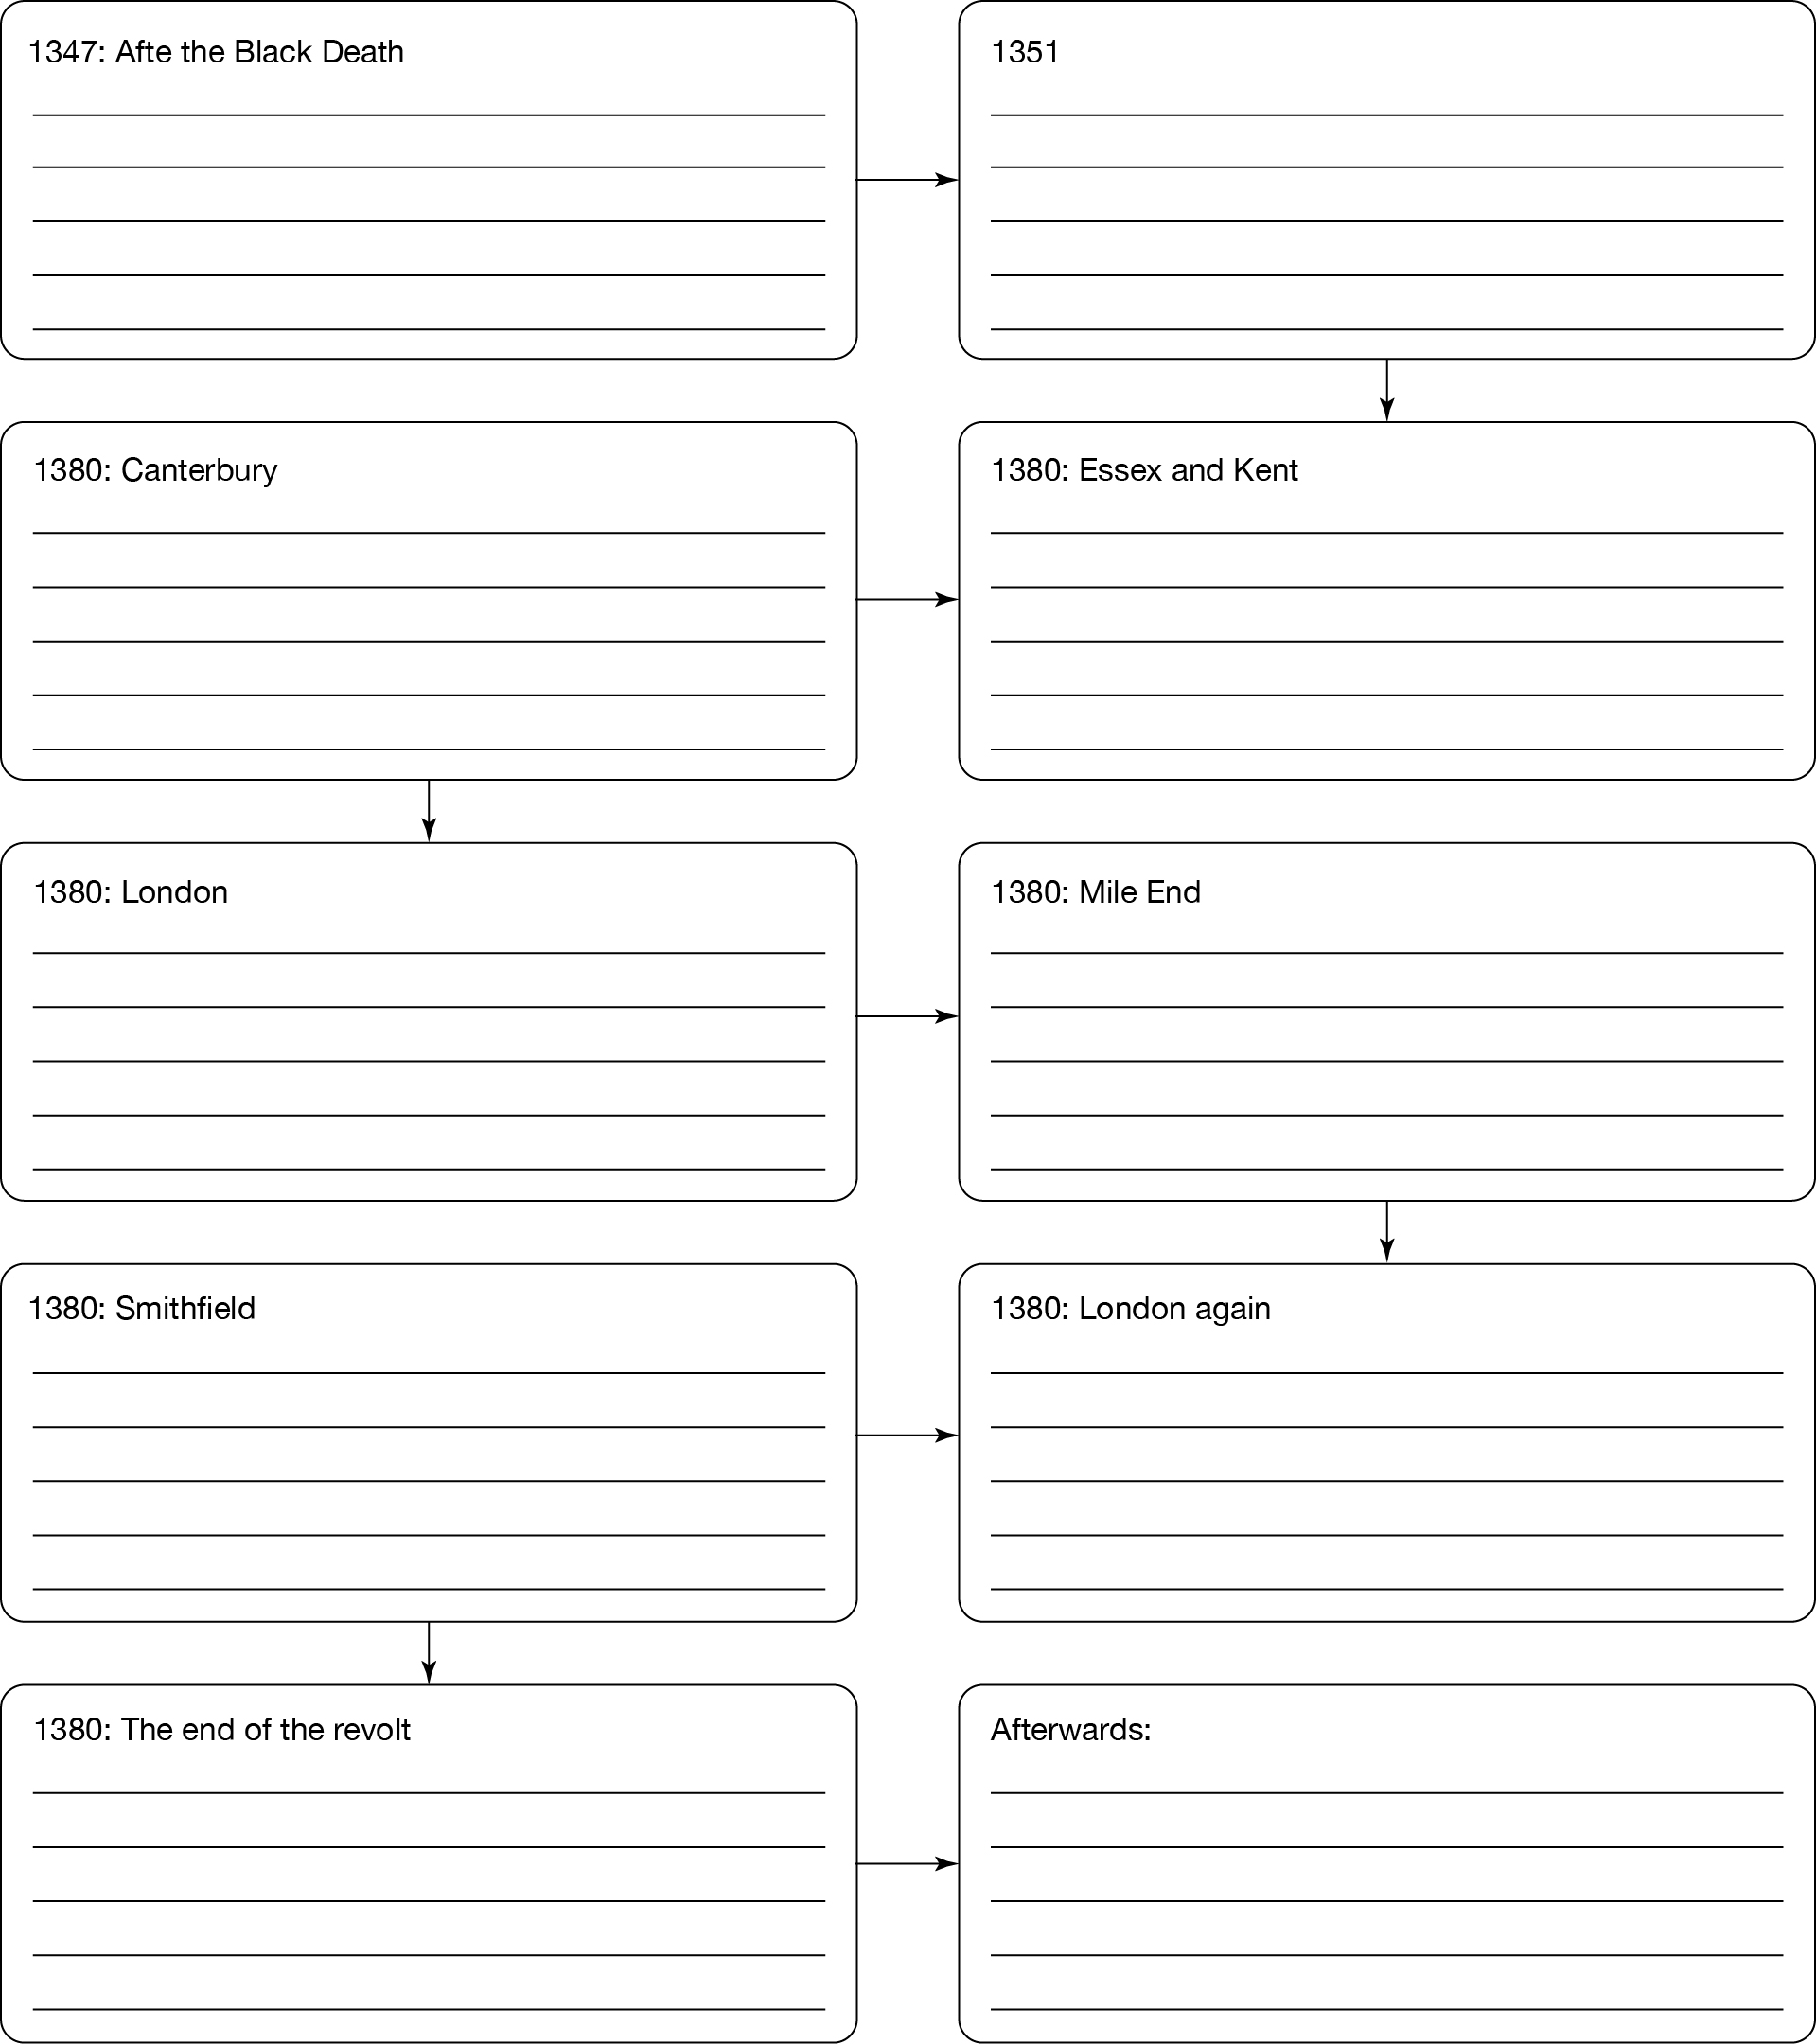 1347: Afte the Black Death
1351
1380: Canterbury
1380: Essex and Kent
1380: London
1380: Mile End
1380: Smithfield
1380: London again
1380: The end of the revolt
Afterwards: